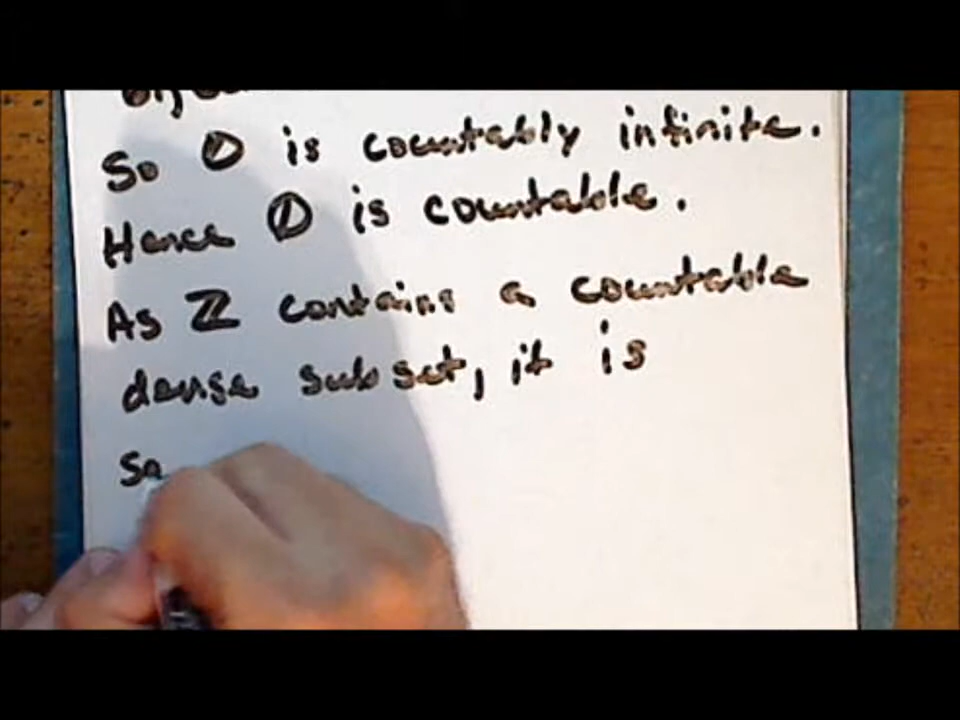 So 𝕆 is countably infinite.
Hence 𝕆 is countable.
As ℤ contains a countable
dense subset, it is
se